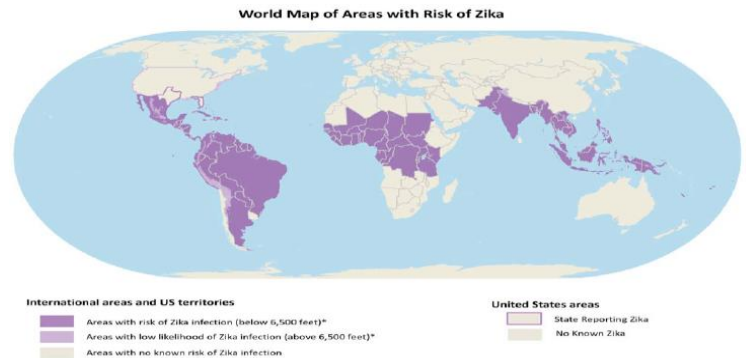 World Map of Areas with Risk of Zika
International areas and US territories
Areas with risk of Zika infection (below 6,500 feet)*
Areas with low likelihood of Zika infection (above 6,500 feet)*
Areas with no known risk of Zika infection
United States areas
State Reporting Zika
No Known Zika